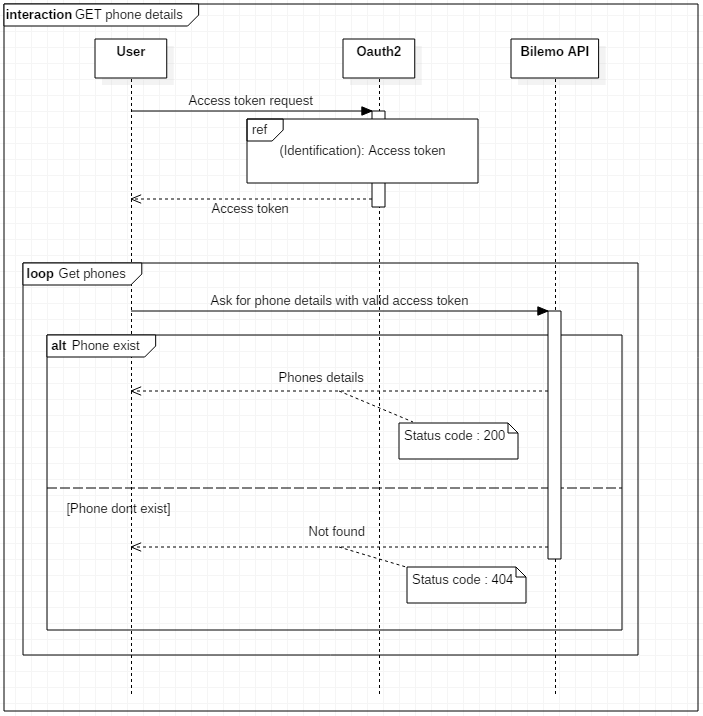 interaction GET phone details
User
Oauth2
Bilemo API
Access token request
ref
(Identification): Access token
Access token
loop Get phones
Ask for phone details with valid access token
alt Phone exist
Phones details
Status code : 200
[Phone dont exist]
Not found
Status code : 404